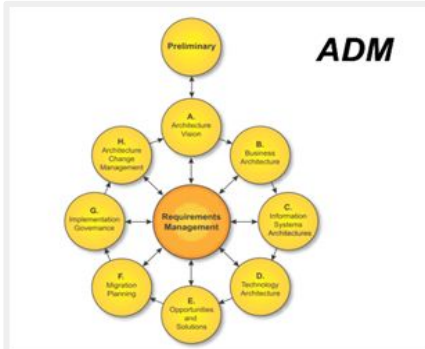 Preliminary
ADM
A.
Architecture
Vision
H.
Architecture
Change
Management
B.
Business
Architecture
G.
Implementation
Governance
Requirements
Management
C.
Information
Systems
Architectures
F.
Migration
Planning
D.
Technology
Architecture
E.
Opportunities
and
Solutions